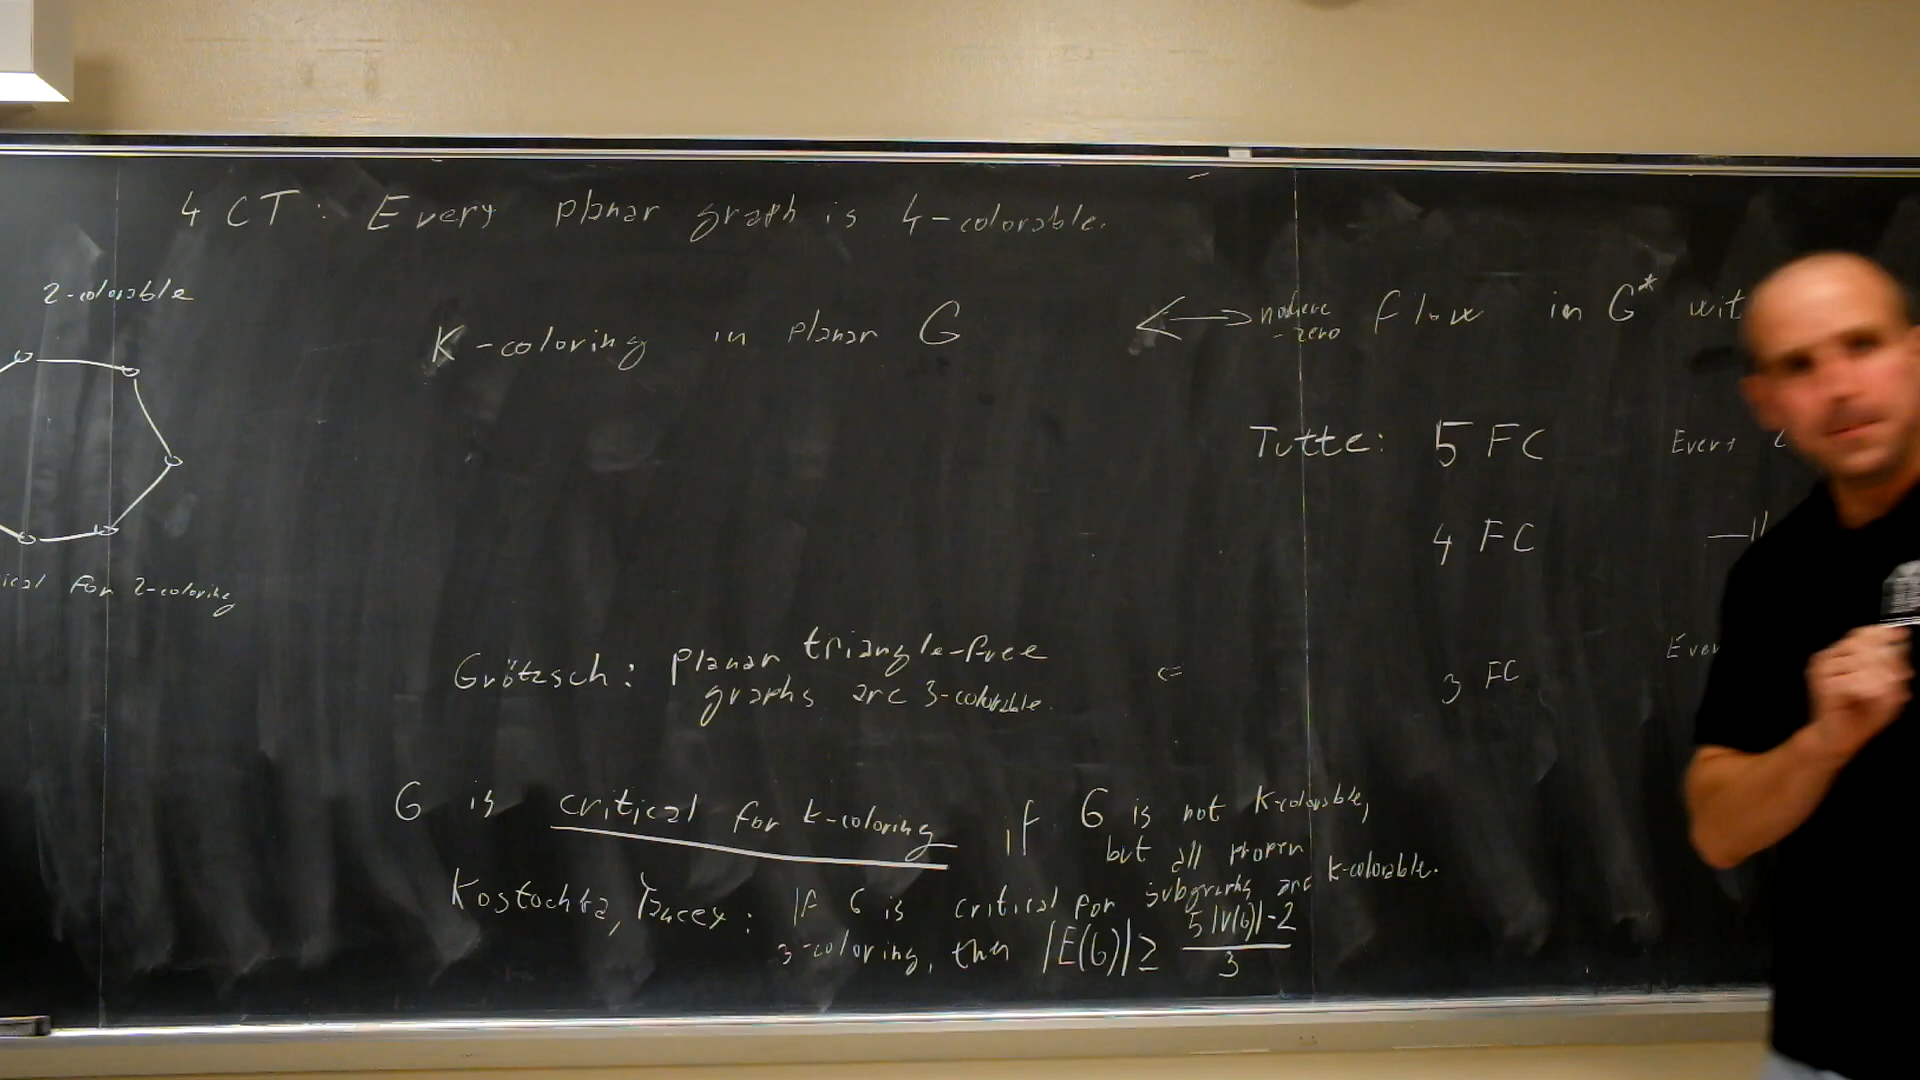 4 CT: Every planar graph is 4-colorable.
2-colorable
K-coloring in planar G ⟷ nowhere-zero flow in G* wit
Tutte: 5 FC Every
4 FC —||
Grötzsch: planar triangle-free
graphs are 3-colorable.
⇐ 3 FC Ever
ical for 2-coloring
G is critical for k-coloring if G is not K-colorable,
but all proper
subgraphs are k-colorable.
Kostochka, Yancey: If G is critical for
3-coloring, then |E(G)| ≥ 5|V(G)|-2
3